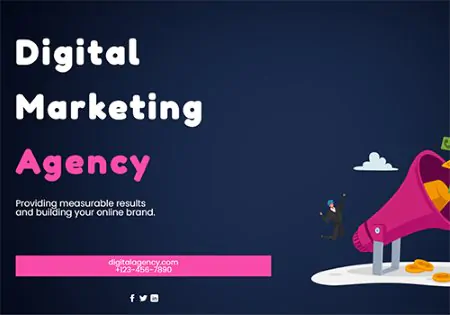 Digital
Marketing
Agency
Providing measurable results
and building your online brand.
digitalagency.com
+123-456-7890